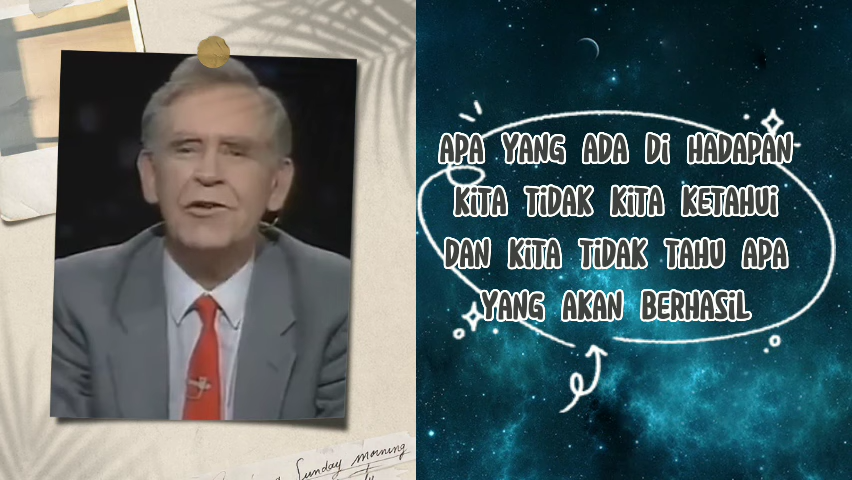 Sunday morning
APA YANG ADA Di HADAPAN
KiTA TiDAK KiTA KETAHUi
DAN KiTA TiDAK TAHU APA
YANG AKAN BERHASiL